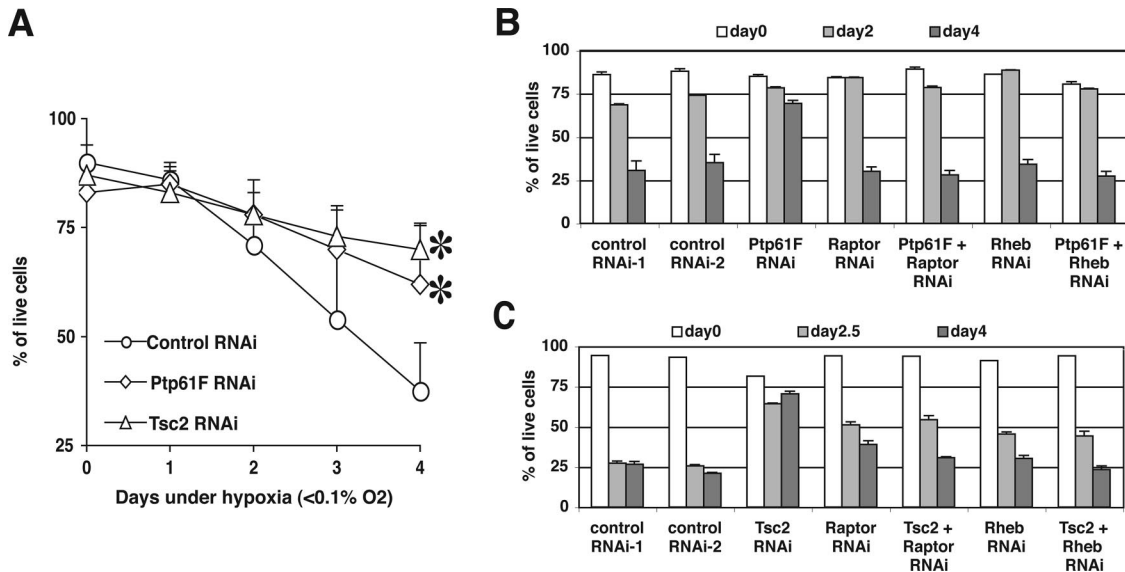 A
% of live cells
100
75
50
25
Control RNAi
Ptp61F RNAi
Tsc2 RNAi
*
*
0 1 2 3 4
Days under hypoxia (<0.1% O2)
B
day0 day2 day4
% of live cells
100
75
50
25
0
control RNAi-1
control RNAi-2
Ptp61F RNAi
Raptor RNAi
Ptp61F + Raptor RNAi
Rheb RNAi
Ptp61F + Rheb RNAi
C
day0 day2.5 day4
% of live cells
100
75
50
25
0
control RNAi-1
control RNAi-2
Tsc2 RNAi
Raptor RNAi
Tsc2 + Raptor RNAi
Rheb RNAi
Tsc2 + Rheb RNAi